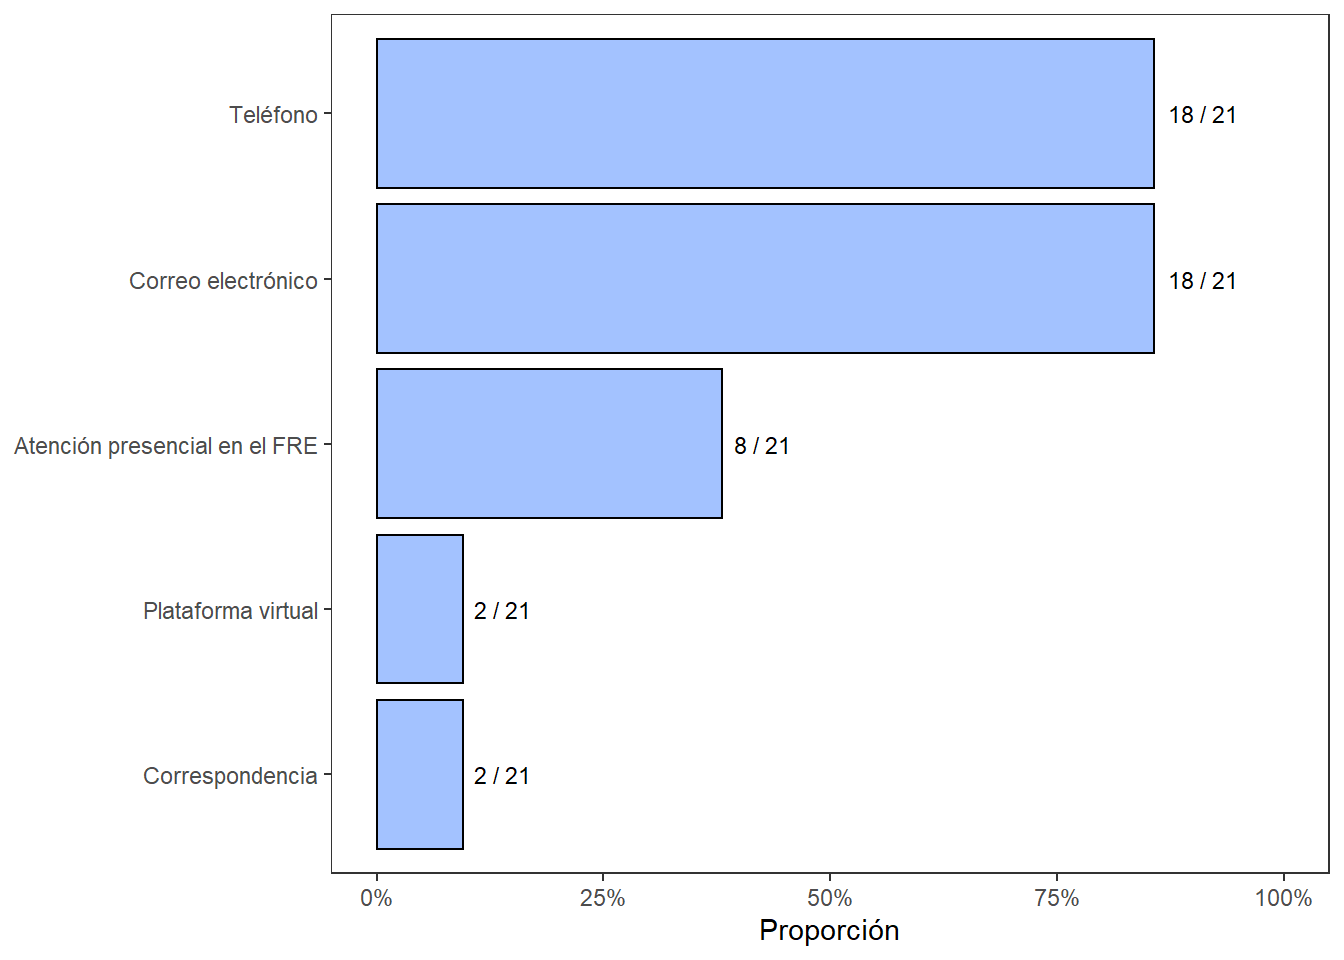 Teléfono
18 / 21
Correo electrónico
18 / 21
Atención presencial en el FRE
8 / 21
Plataforma virtual
2 / 21
Correspondencia
2 / 21
0% 25% 50% 75% 100%
Proporción